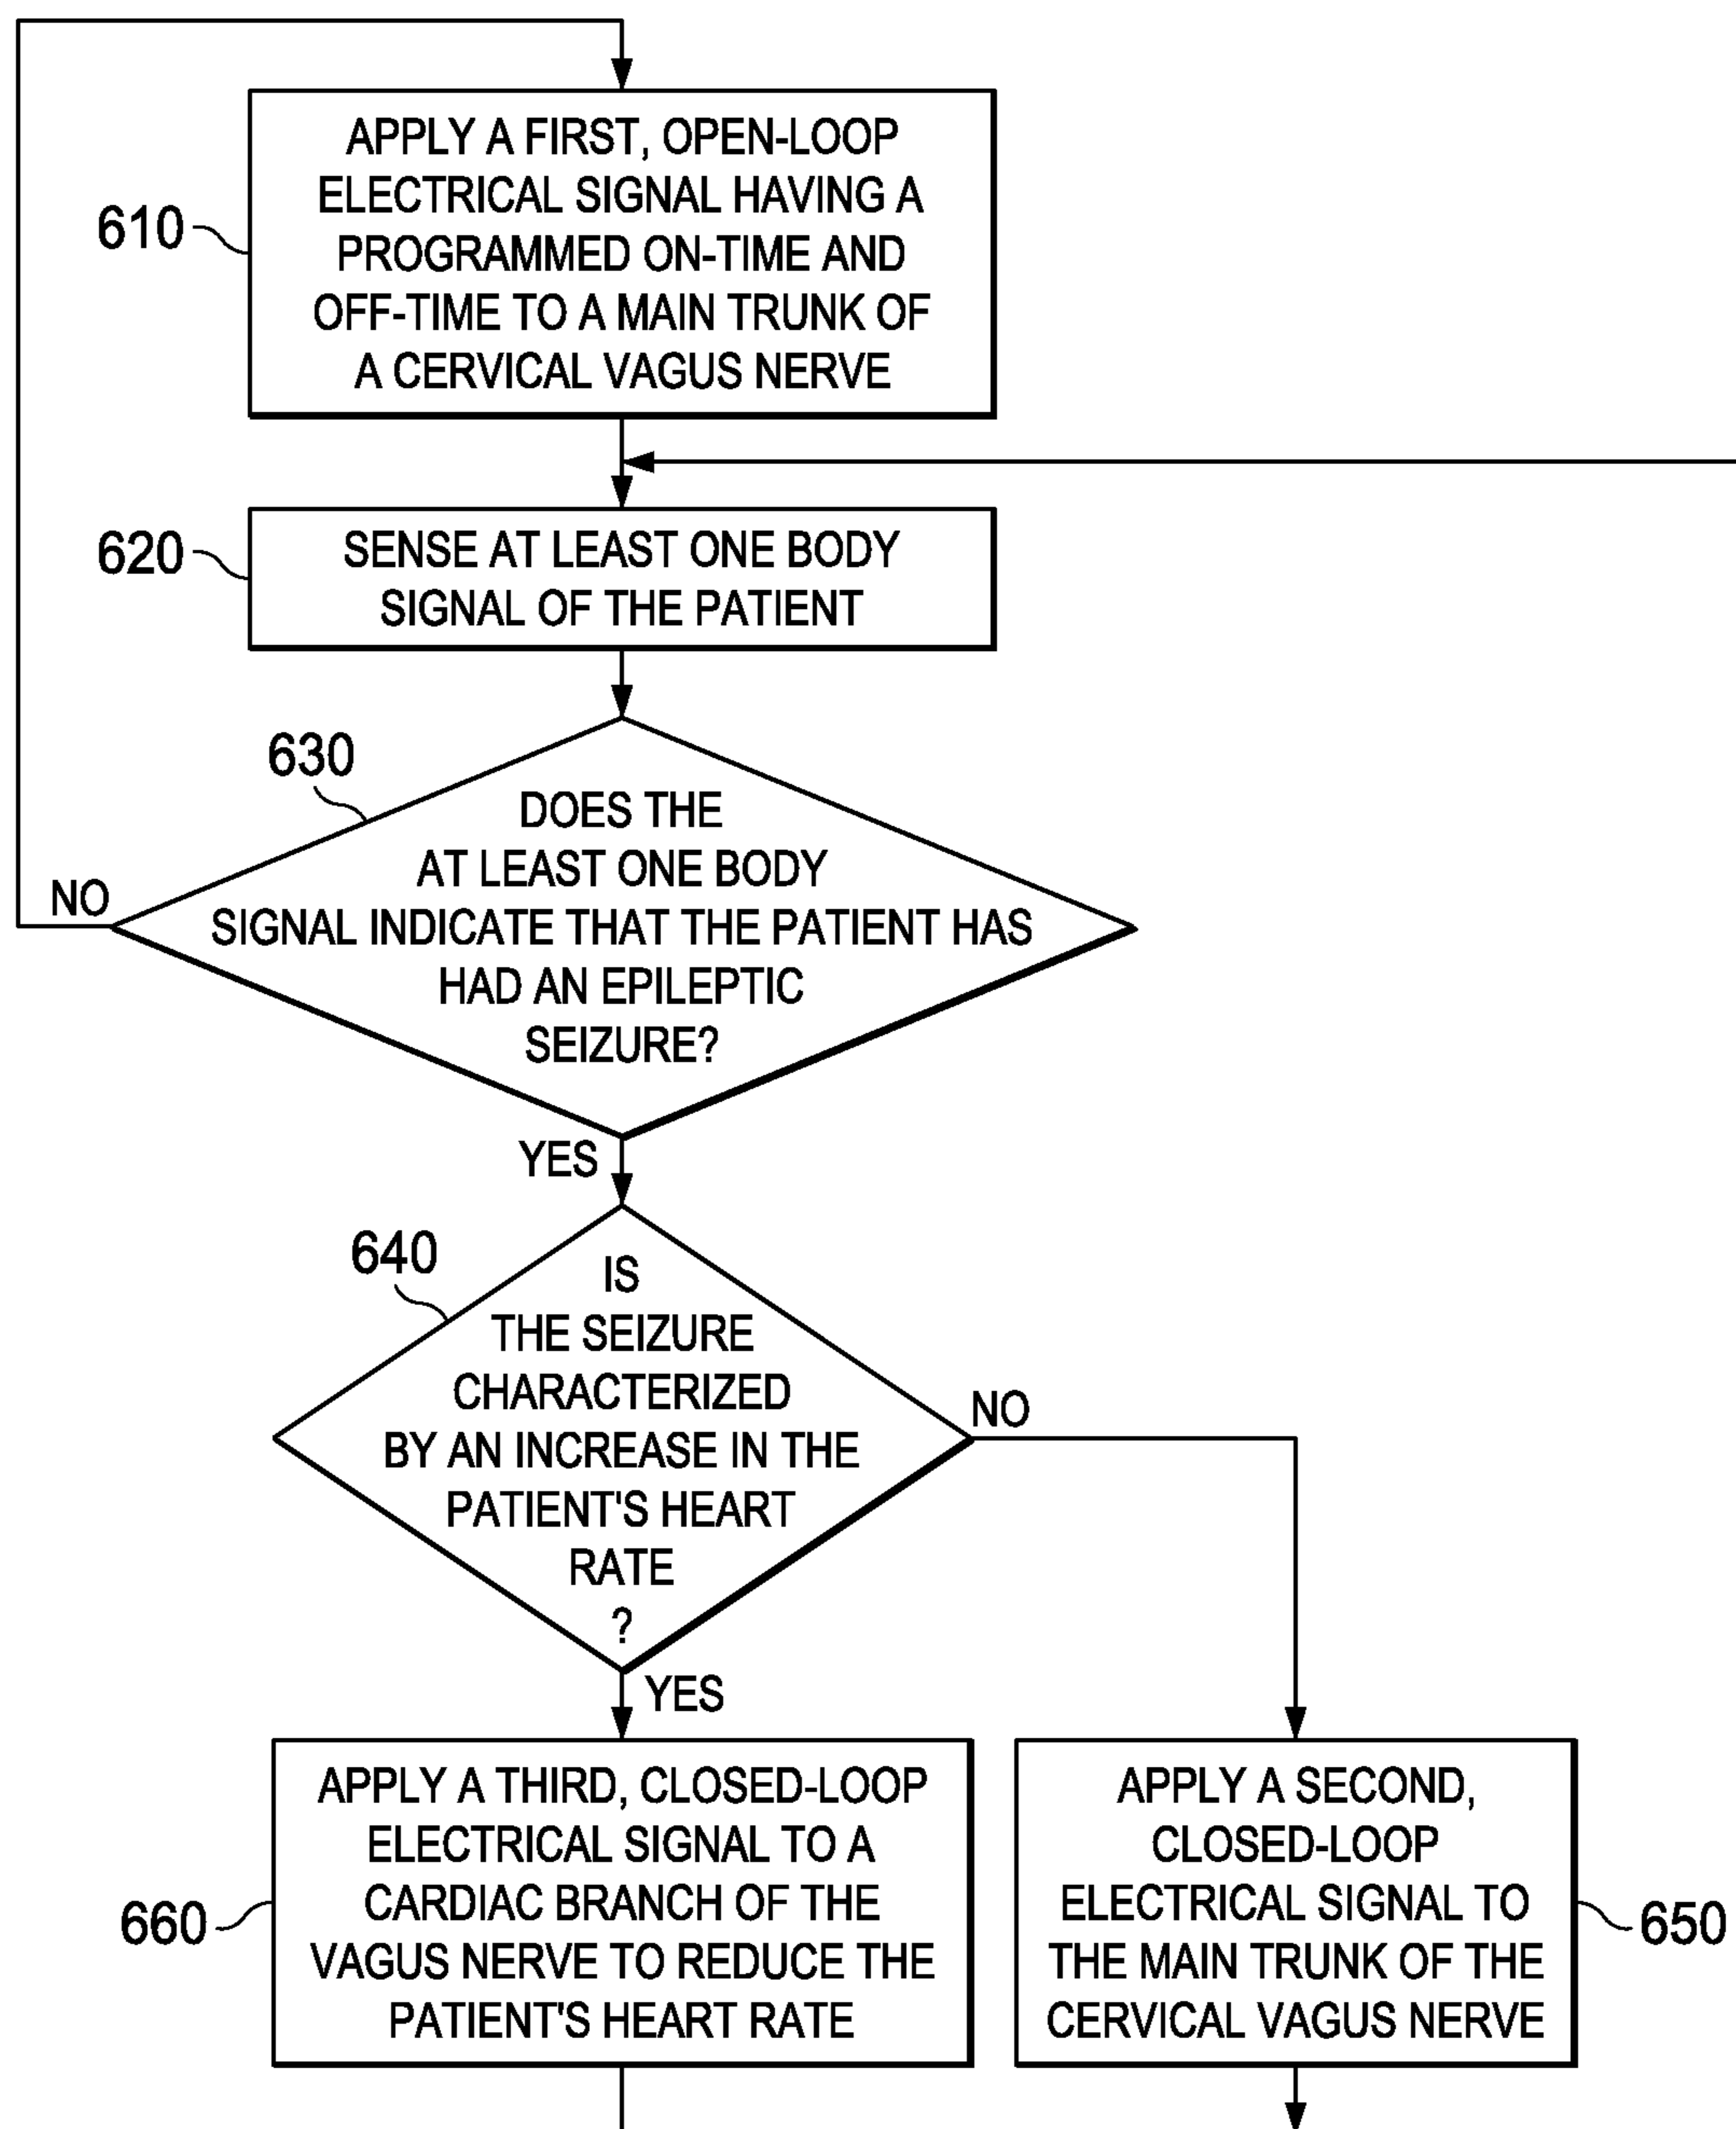 APPLY A FIRST, OPEN-LOOP
ELECTRICAL SIGNAL HAVING A
PROGRAMMED ON-TIME AND
OFF-TIME TO A MAIN TRUNK OF
A CERVICAL VAGUS NERVE
610
SENSE AT LEAST ONE BODY
SIGNAL OF THE PATIENT
620
630
DOES THE
AT LEAST ONE BODY
SIGNAL INDICATE THAT THE PATIENT HAS
HAD AN EPILEPTIC
SEIZURE?
NO
YES
640
IS
THE SEIZURE
CHARACTERIZED
BY AN INCREASE IN THE
PATIENT'S HEART
RATE
?
NO
YES
APPLY A THIRD, CLOSED-LOOP
ELECTRICAL SIGNAL TO A
CARDIAC BRANCH OF THE
VAGUS NERVE TO REDUCE THE
PATIENT'S HEART RATE
660
APPLY A SECOND,
CLOSED-LOOP
ELECTRICAL SIGNAL TO
THE MAIN TRUNK OF THE
CERVICAL VAGUS NERVE
650